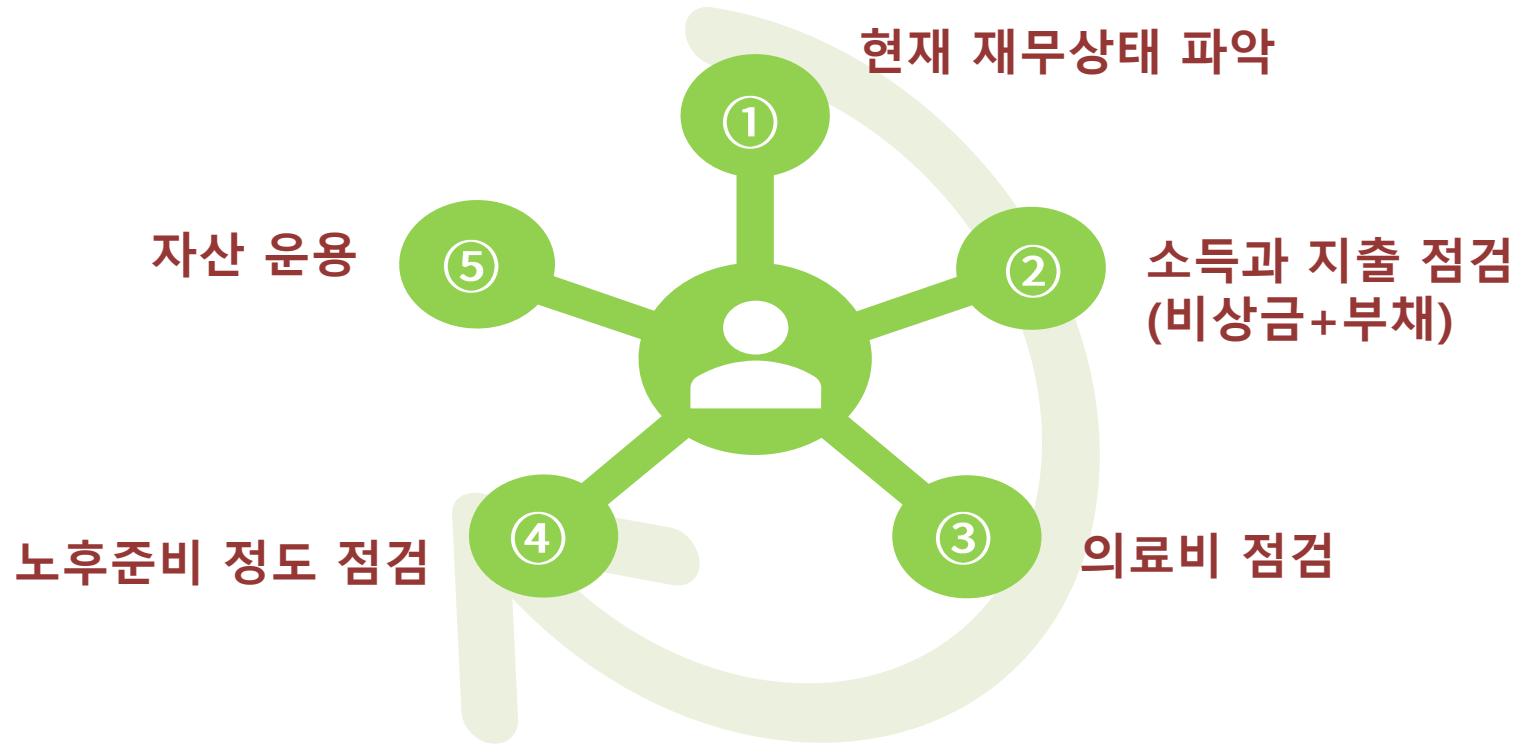 ① 현재 재무상태 파악
② 소득과 지출 점검
(비상금+부채)
③ 의료비 점검
④ 노후준비 정도 점검
⑤ 자산 운용